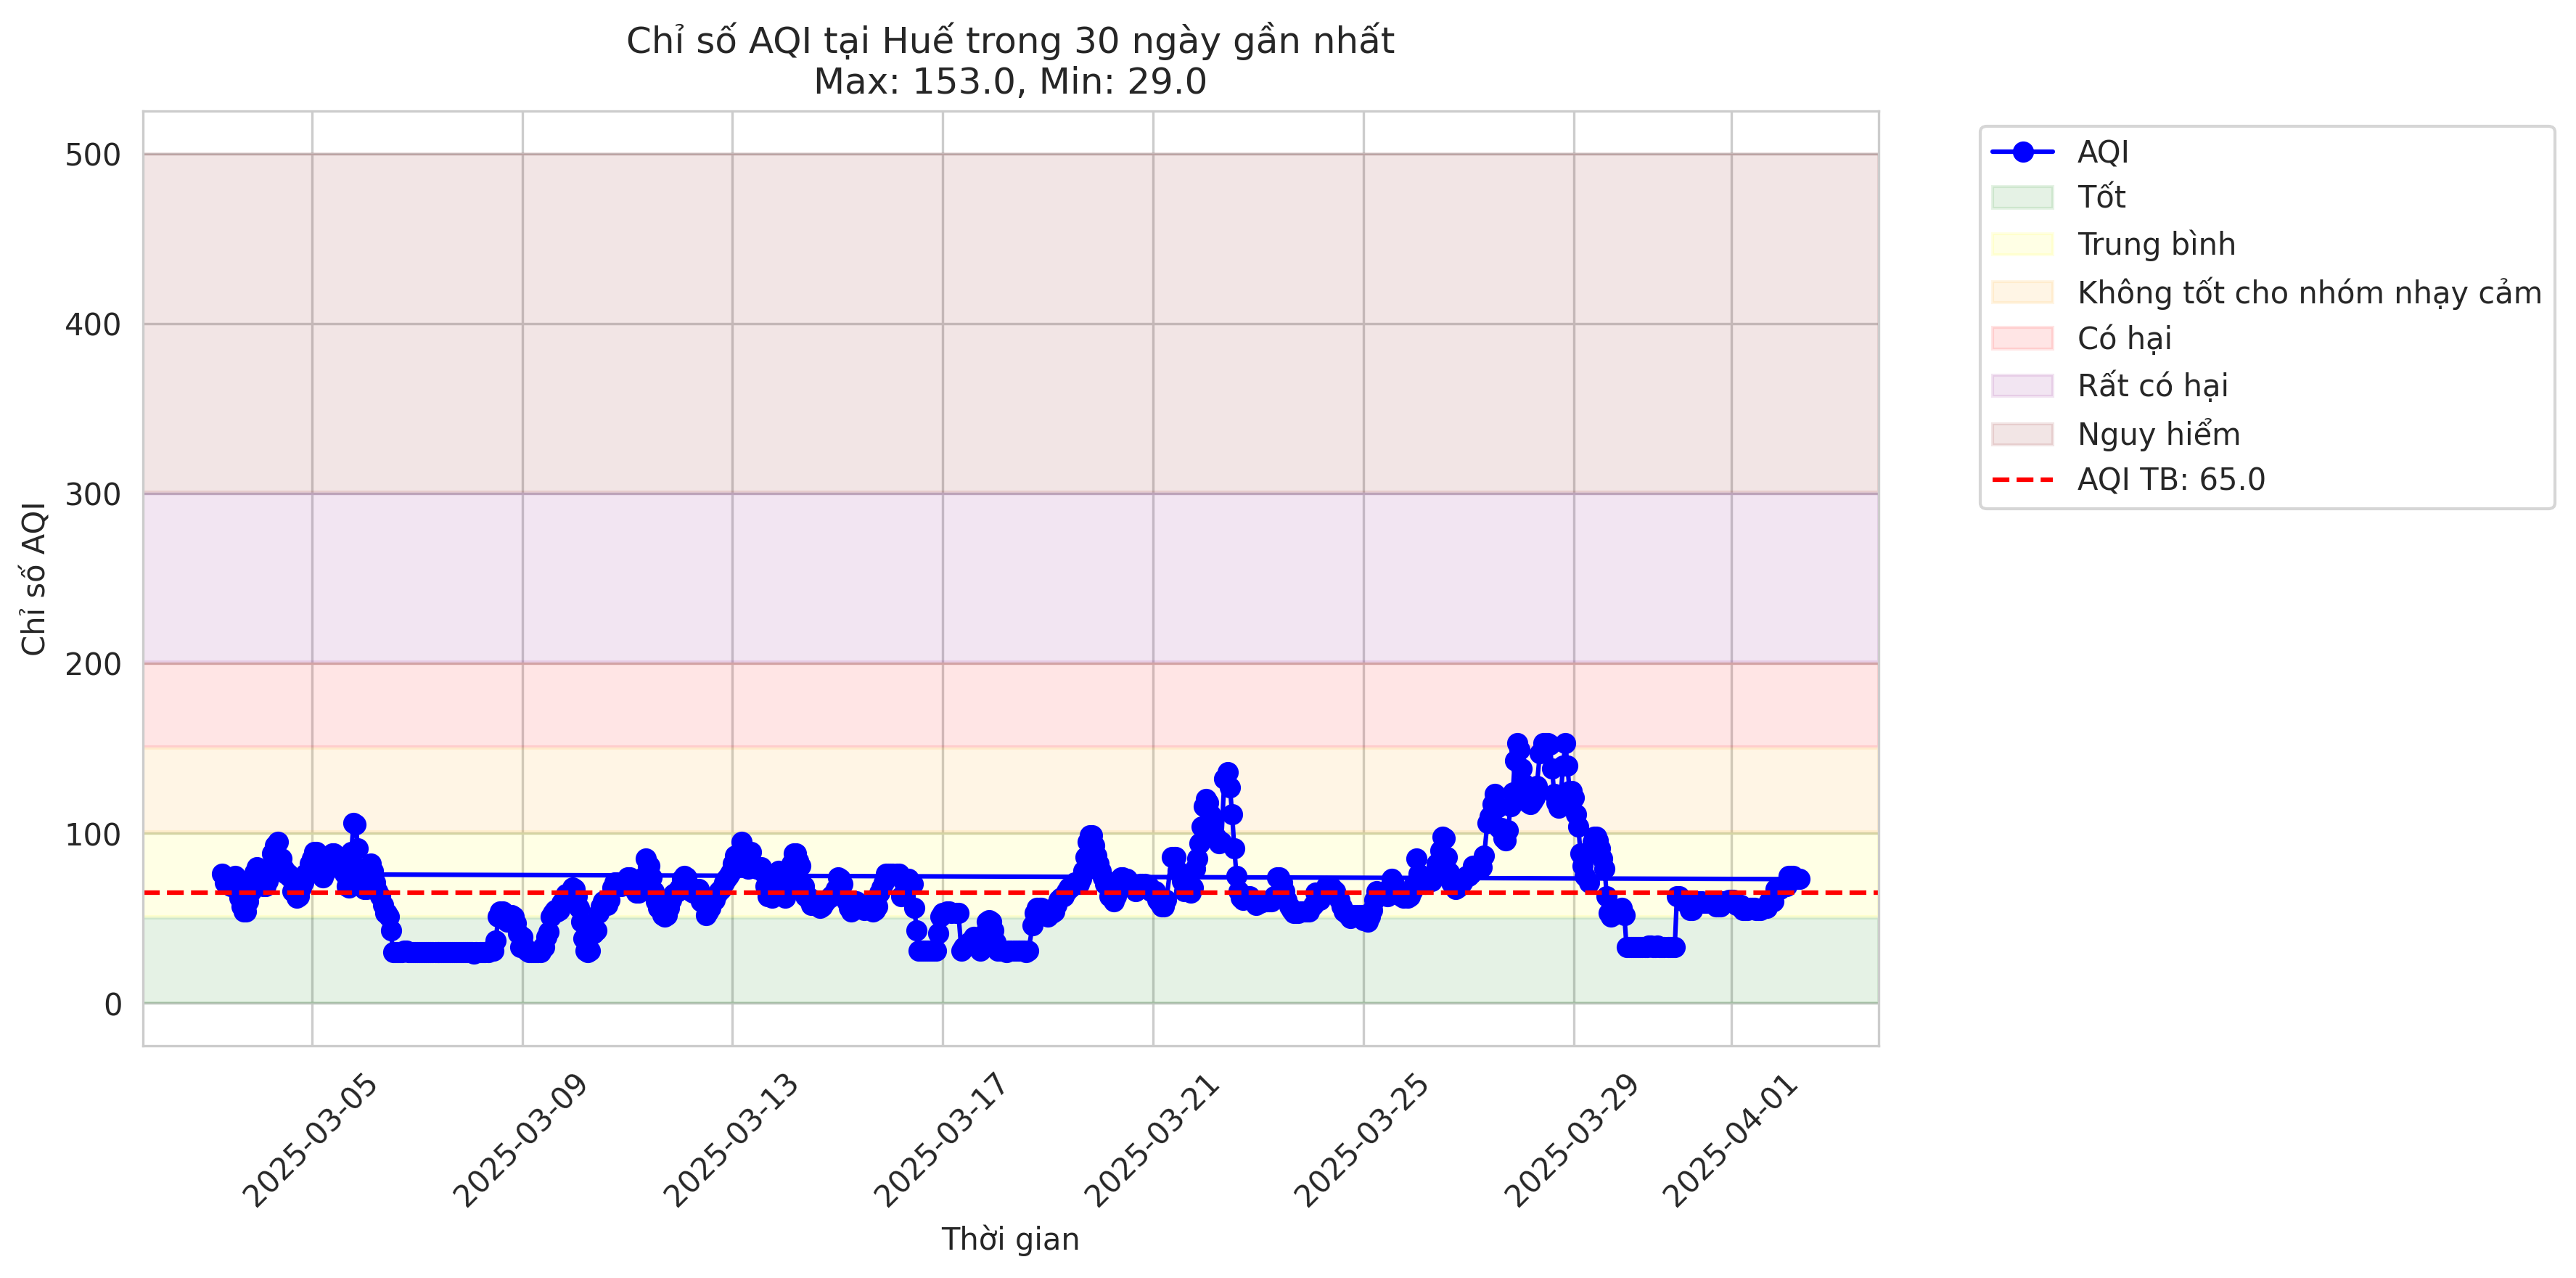 Chỉ số AQI tại Huế trong 30 ngày gần nhất
Max: 153.0, Min: 29.0
Chỉ số AQI
500
400
300
200
100
0
2025-03-05
2025-03-09
2025-03-13
2025-03-17
2025-03-21
2025-03-25
2025-03-29
2025-04-01
Thời gian
AQI
Tốt
Trung bình
Không tốt cho nhóm nhạy cảm
Có hại
Rất có hại
Nguy hiểm
AQI TB: 65.0